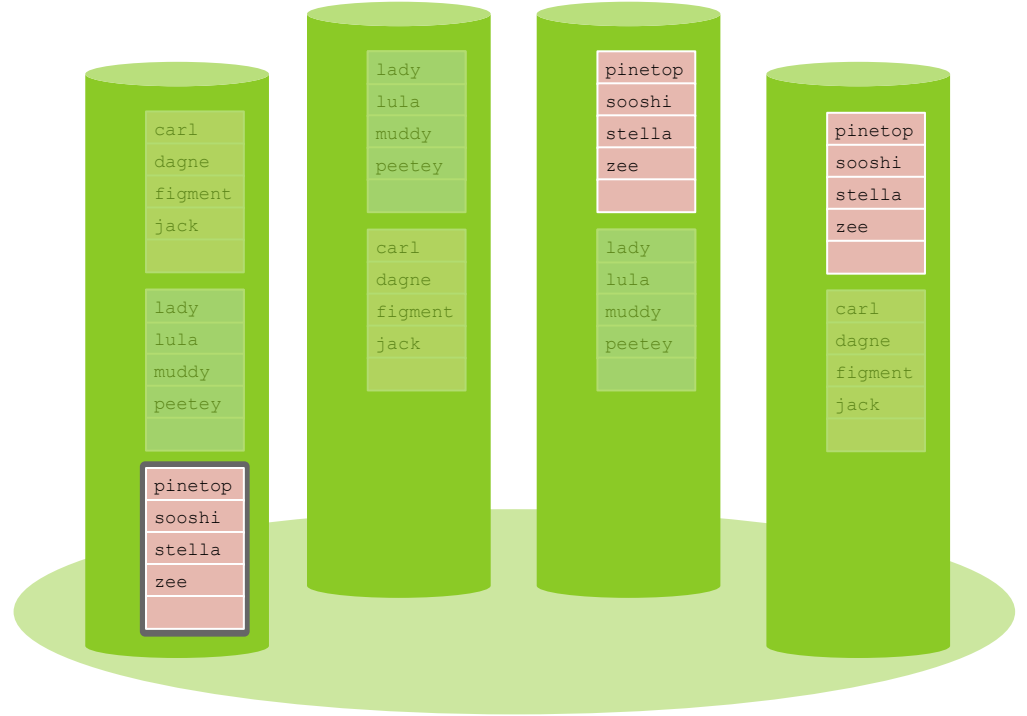 carl
dagne
figment
jack
lady
lula
muddy
peetey
pinetop
sooshi
stella
zee
lady
lula
muddy
peetey
carl
dagne
figment
jack
pinetop
sooshi
stella
zee
lady
lula
muddy
peetey
pinetop
sooshi
stella
zee
carl
dagne
figment
jack